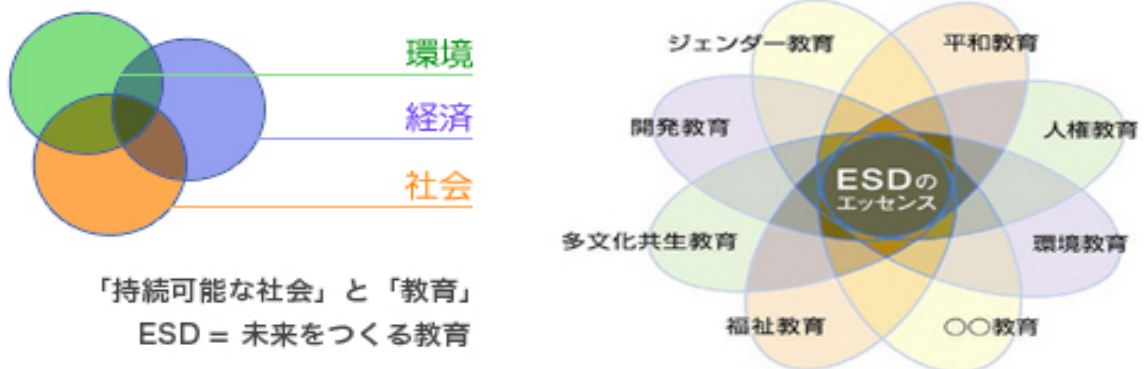 環境
経済
社会
「持続可能な社会」と「教育」
ESD = 未来をつくる教育
ジェンダー教育
平和教育
開発教育
人権教育
ESDの
エッセンス
多文化共生教育
環境教育
福祉教育
○○教育